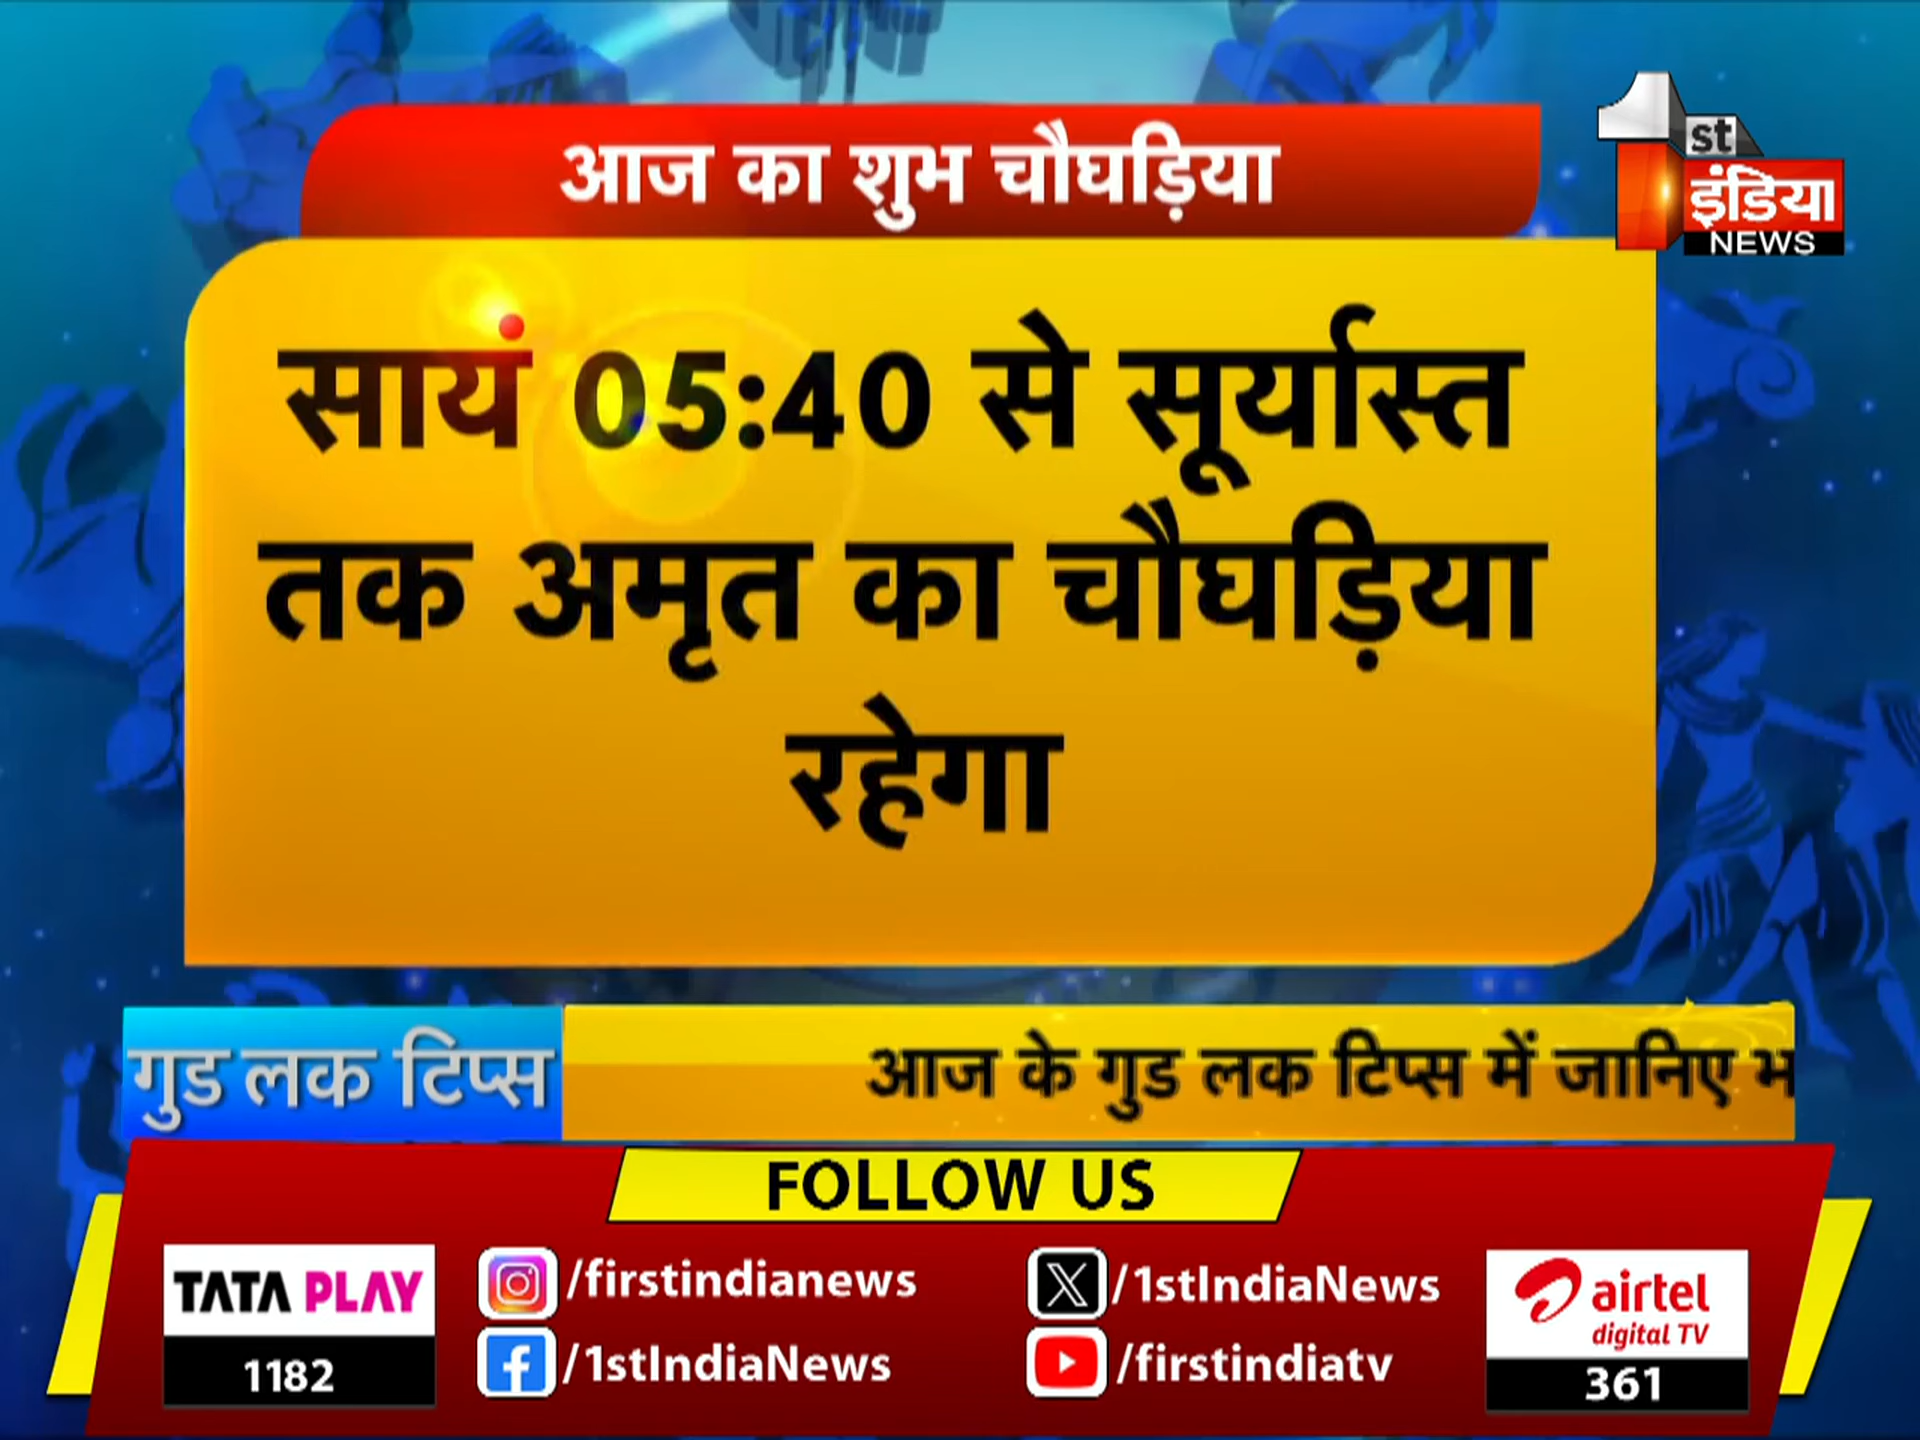 आज का शुभ चौघड़िया
1st
इंडिया
NEWS
सायं 05:40 से सूर्यास्त
तक अमृत का चौघड़िया
रहेगा
गुड लक टिप्स
आज के गुड लक टिप्स में जानिए
FOLLOW US
TATA PLAY
1182
/firstindianews
/1stIndiaNews
/1stIndiaNews
/firstindiatv
airtel
digital TV
361